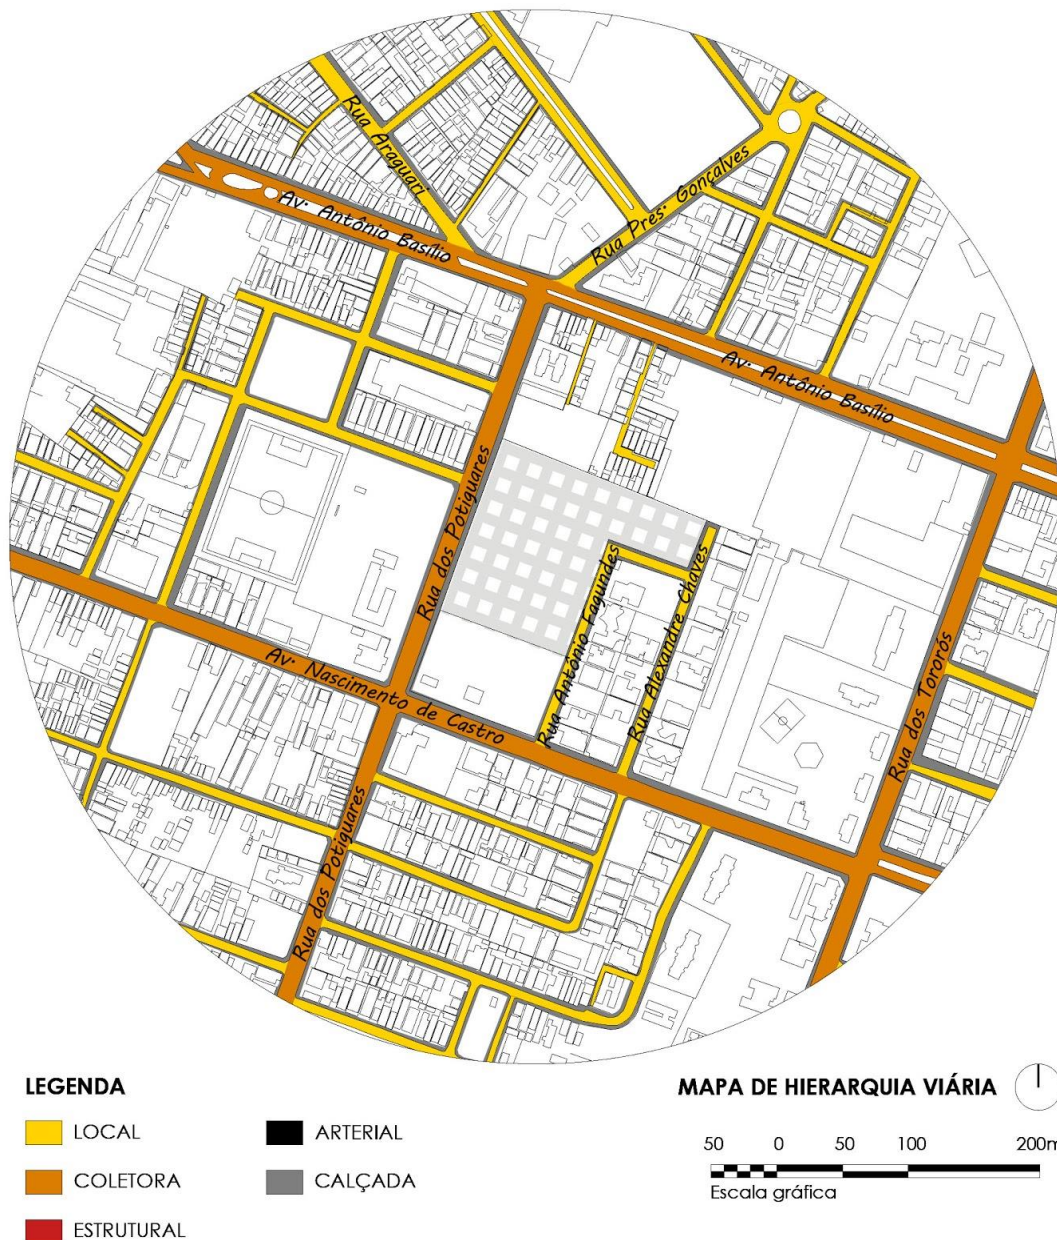 Rua Araguari
Rua Pres. Gonçalves
Av. Antônio Basílio
Av. Antônio Basílio
Rua dos Potiguares
Rua Antônio Fagundes
Rua Alexandre Chaves
Rua dos Tororós
Av. Nascimento de Castro
Rua dos Potiguares
LEGENDA
LOCAL
COLETORA
ESTRUTURAL
ARTERIAL
CALÇADA
MAPA DE HIERARQUIA VIÁRIA
50 0 50 100 200m
Escala gráfica